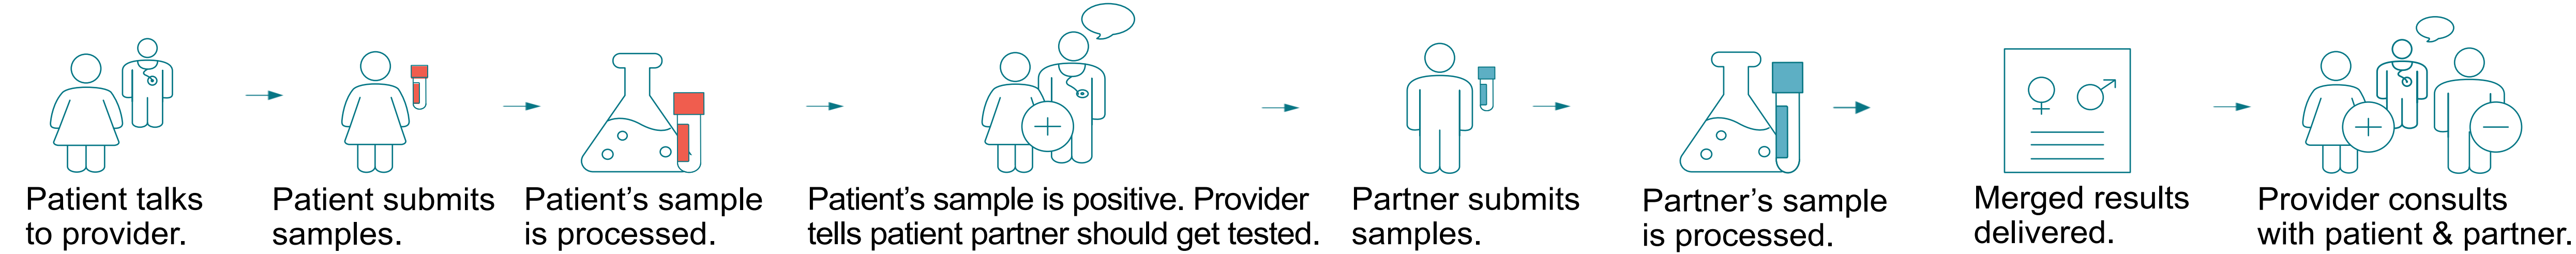 Patient talks
to provider.
Patient submits
samples.
Patient’s sample
is processed.
Patient’s sample is positive. Provider
tells patient partner should get tested.
Partner submits
samples.
Partner’s sample
is processed.
Merged results
delivered.
Provider consults
with patient & partner.